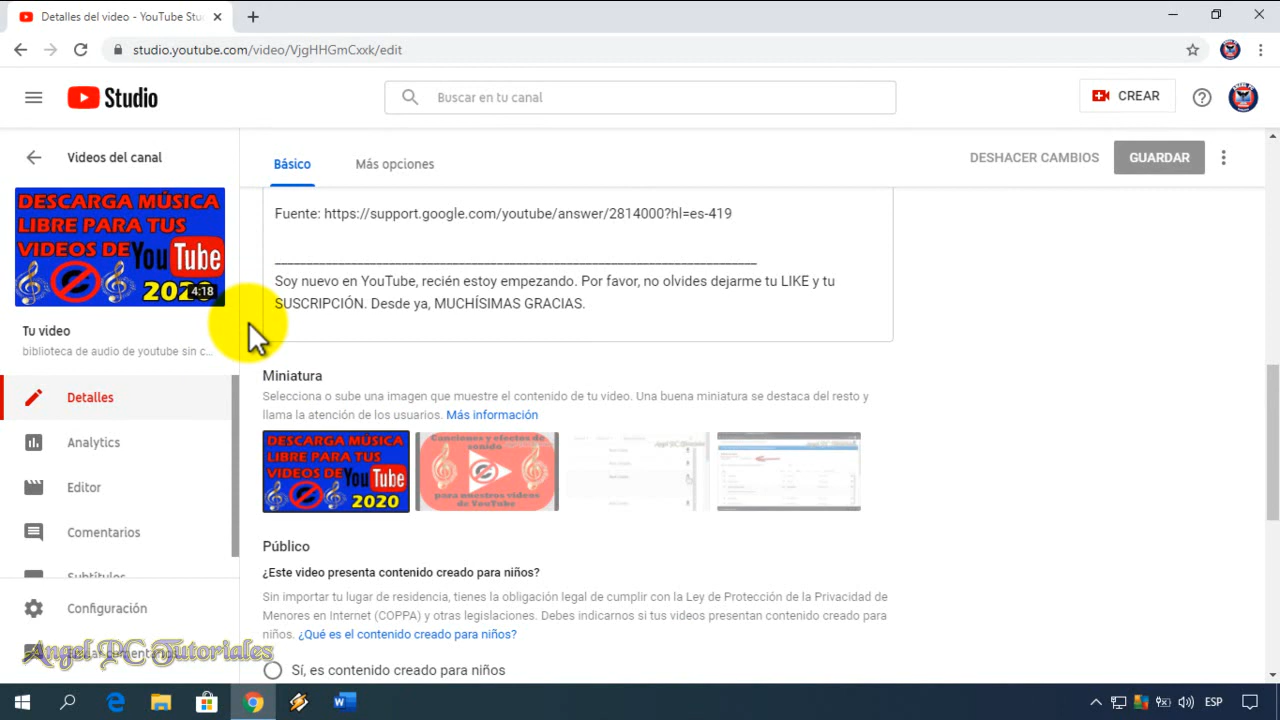 Detalles del video - YouTube Stu
studio.youtube.com/video/VjgHHGmCxxk/edit
Studio
Buscar en tu canal
CREAR
Videos del canal
Básico
Más opciones
DESHACER CAMBIOS
GUARDAR
DESCARGA MÚSICA
LIBRE PARA TUS
VIDEOS DE YouTube
2020
4:18
Fuente: https://support.google.com/youtube/answer/2814000?hl=es-419
Soy nuevo en YouTube, recién estoy empezando. Por favor, no olvides dejarme tu LIKE y tu
SUSCRIPCIÓN. Desde ya, MUCHÍSIMAS GRACIAS.
Tu video
biblioteca de audio de youtube sin c...
Detalles
Analytics
Editor
Comentarios
Subtítulos
Configuración
Angel PC Tutoriales
Miniatura
Selecciona o sube una imagen que muestre el contenido de tu video. Una buena miniatura se destaca del resto y
llama la atención de los usuarios. Más información
DESCARGA MÚSICA
LIBRE PARA TUS
VIDEOS DE YouTube
2020
Canciones y efectos de
sonido
para nuestros videos
de YouTube
Público
¿Este video presenta contenido creado para niños?
Sin importar tu lugar de residencia, tienes la obligación legal de cumplir con la Ley de Protección de la Privacidad de
Menores en Internet (COPPA) y otras legislaciones. Debes indicarnos si tus videos presentan contenido creado para
niños. ¿Qué es el contenido creado para niños?
Sí, es contenido creado para niños
ESP